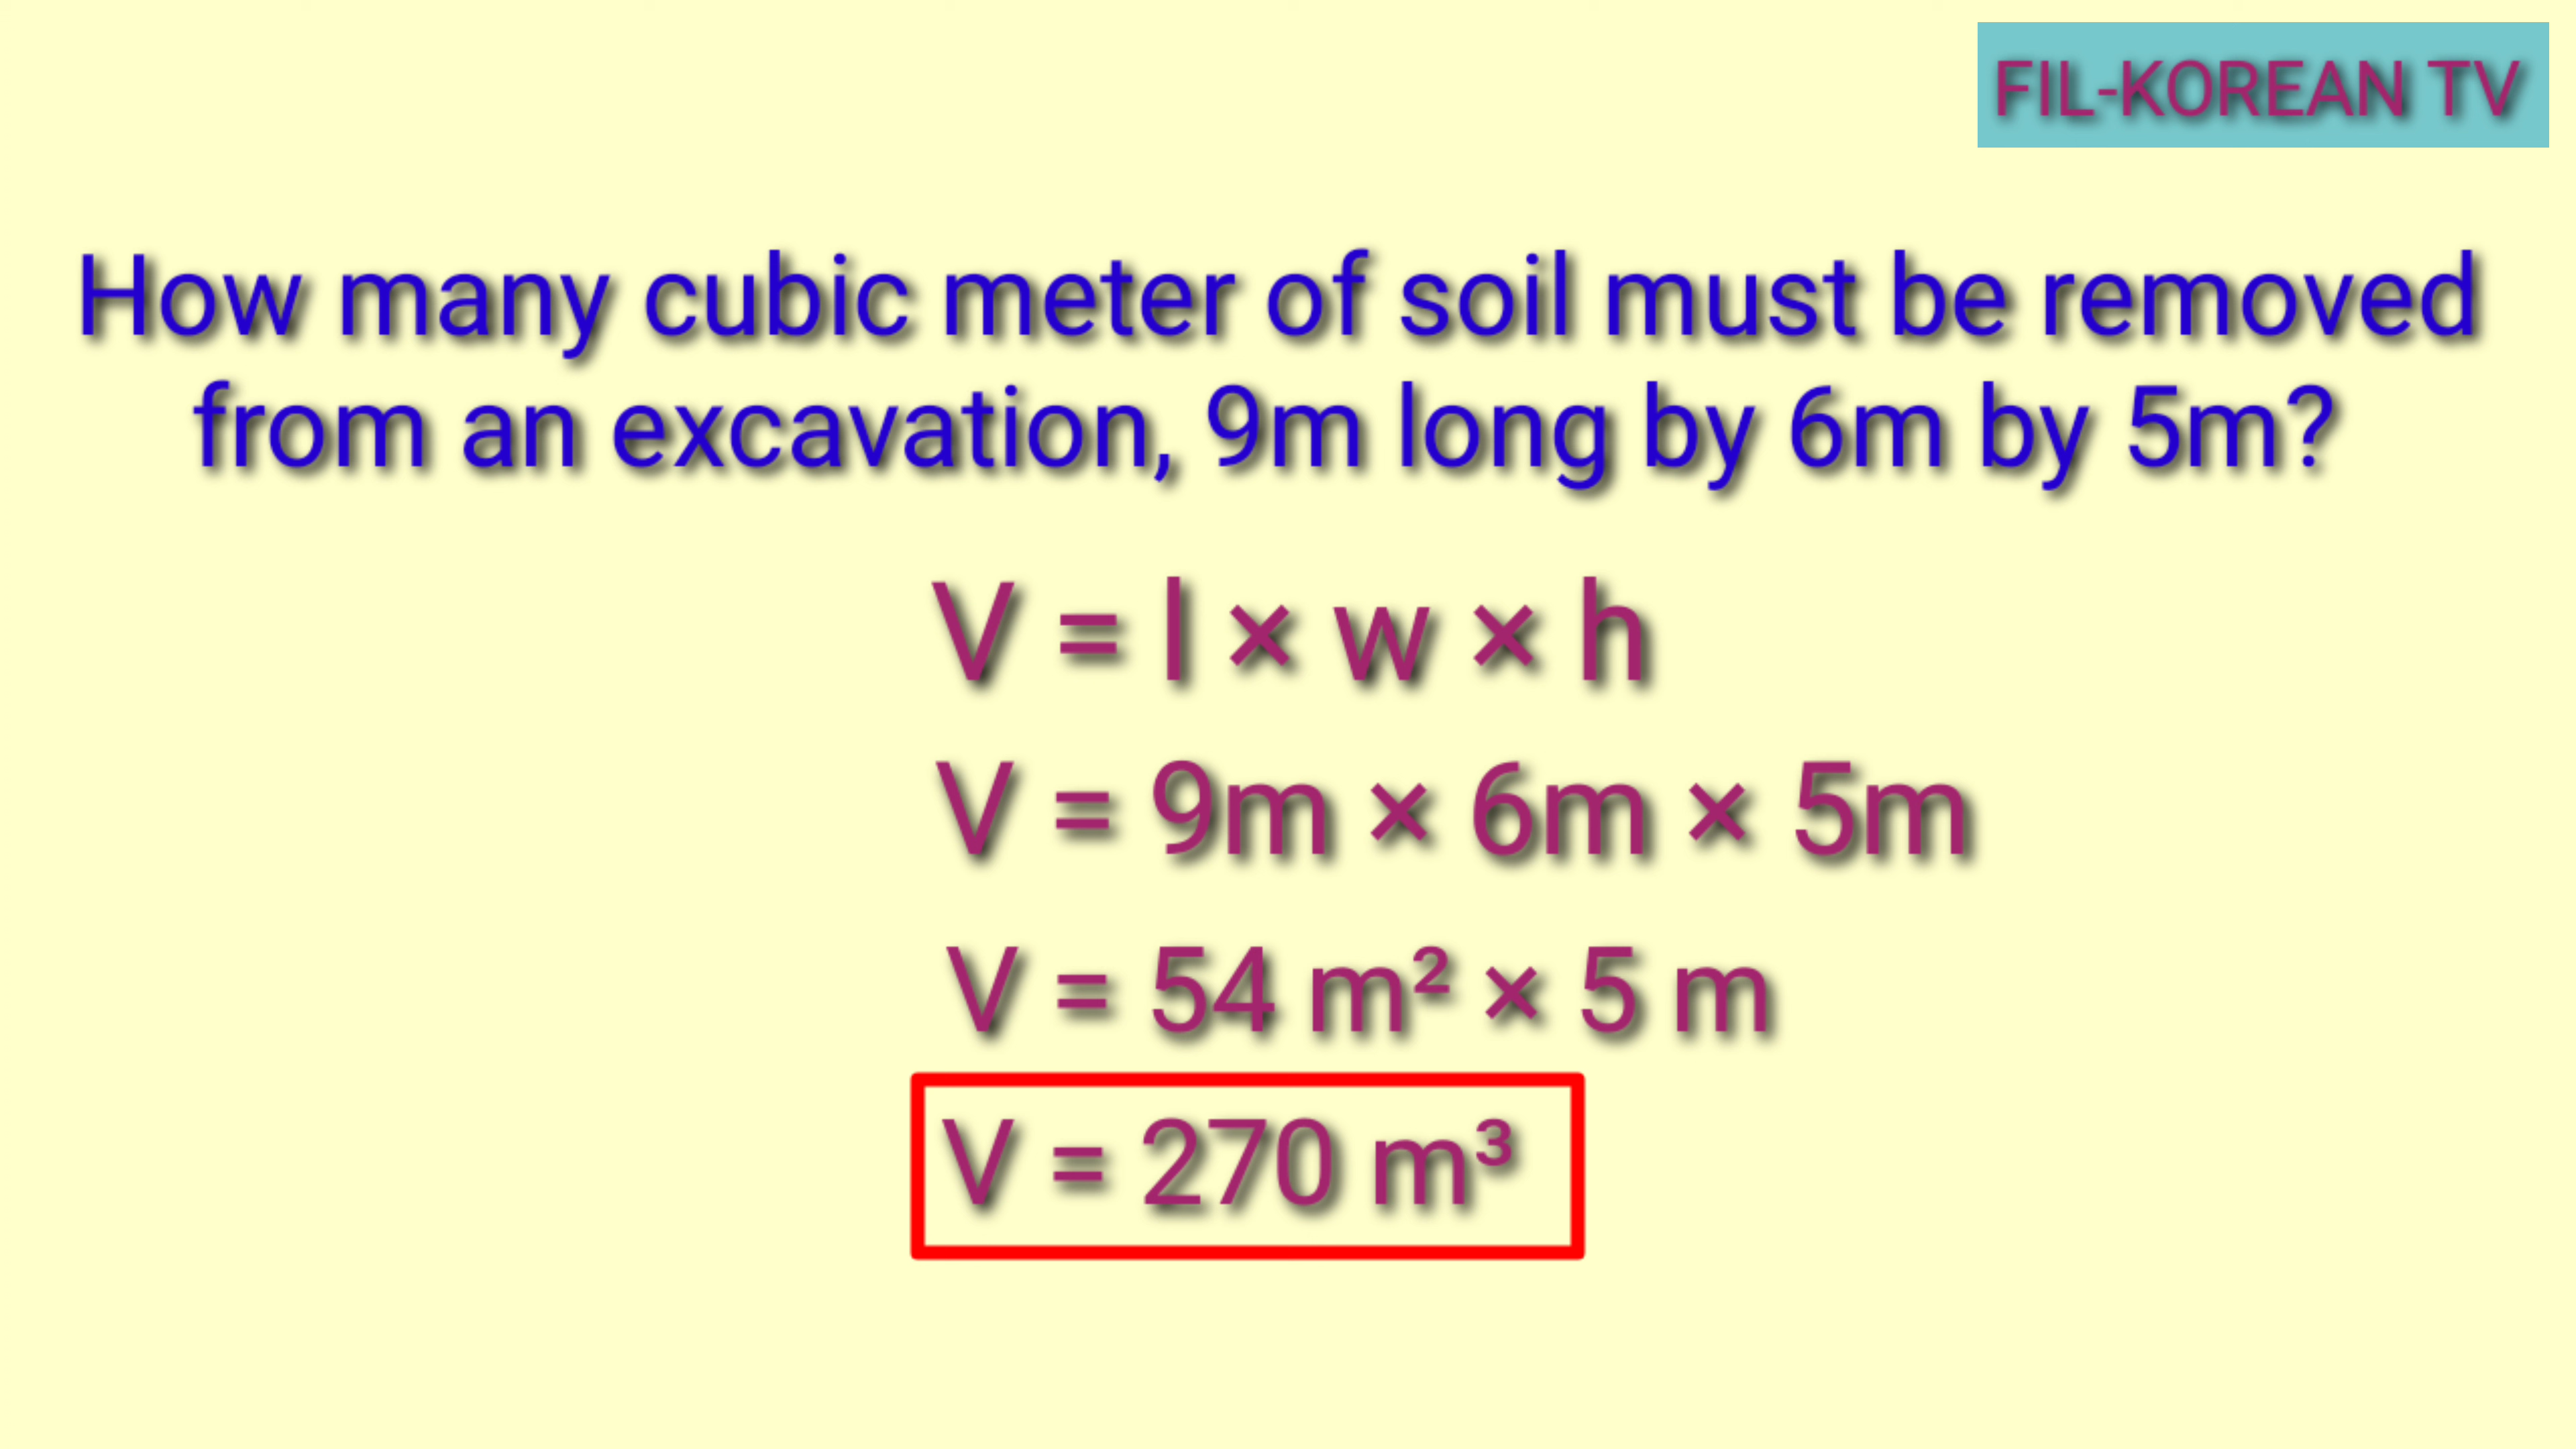 FIL-KOREAN TV
How many cubic meter of soil must be removed
from an excavation, 9m long by 6m by 5m?
V = l × w × h
V = 9m × 6m × 5m
V = 54 m² × 5 m
V = 270 m³